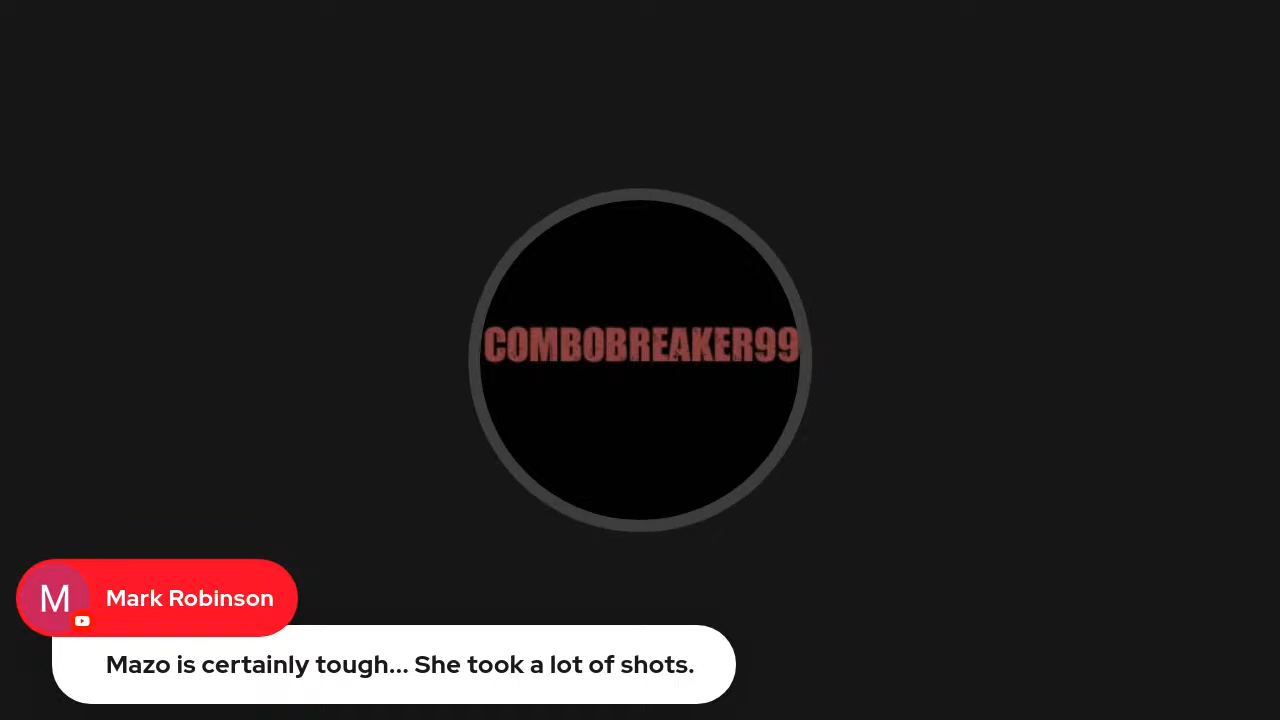 COMBOBREAKER99
M
Mark Robinson
Mazo is certainly tough... She took a lot of shots.